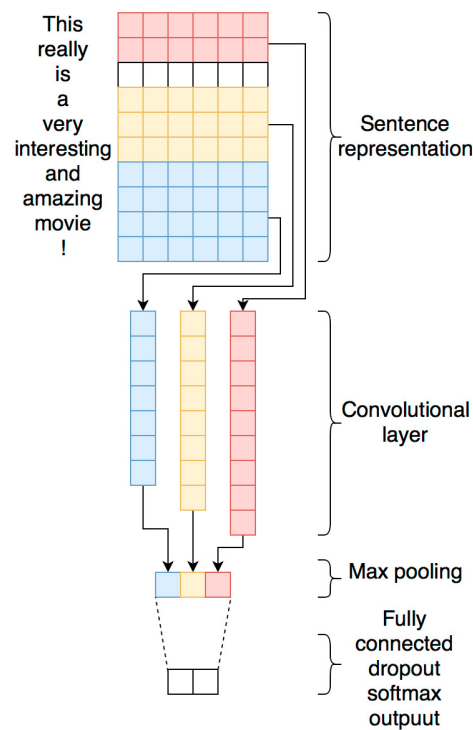 This
really
is
a
very
interesting
and
amazing
movie
!
Sentence
representation
Convolutional
layer
Max pooling
Fully
connected
dropout
softmax
outpuut